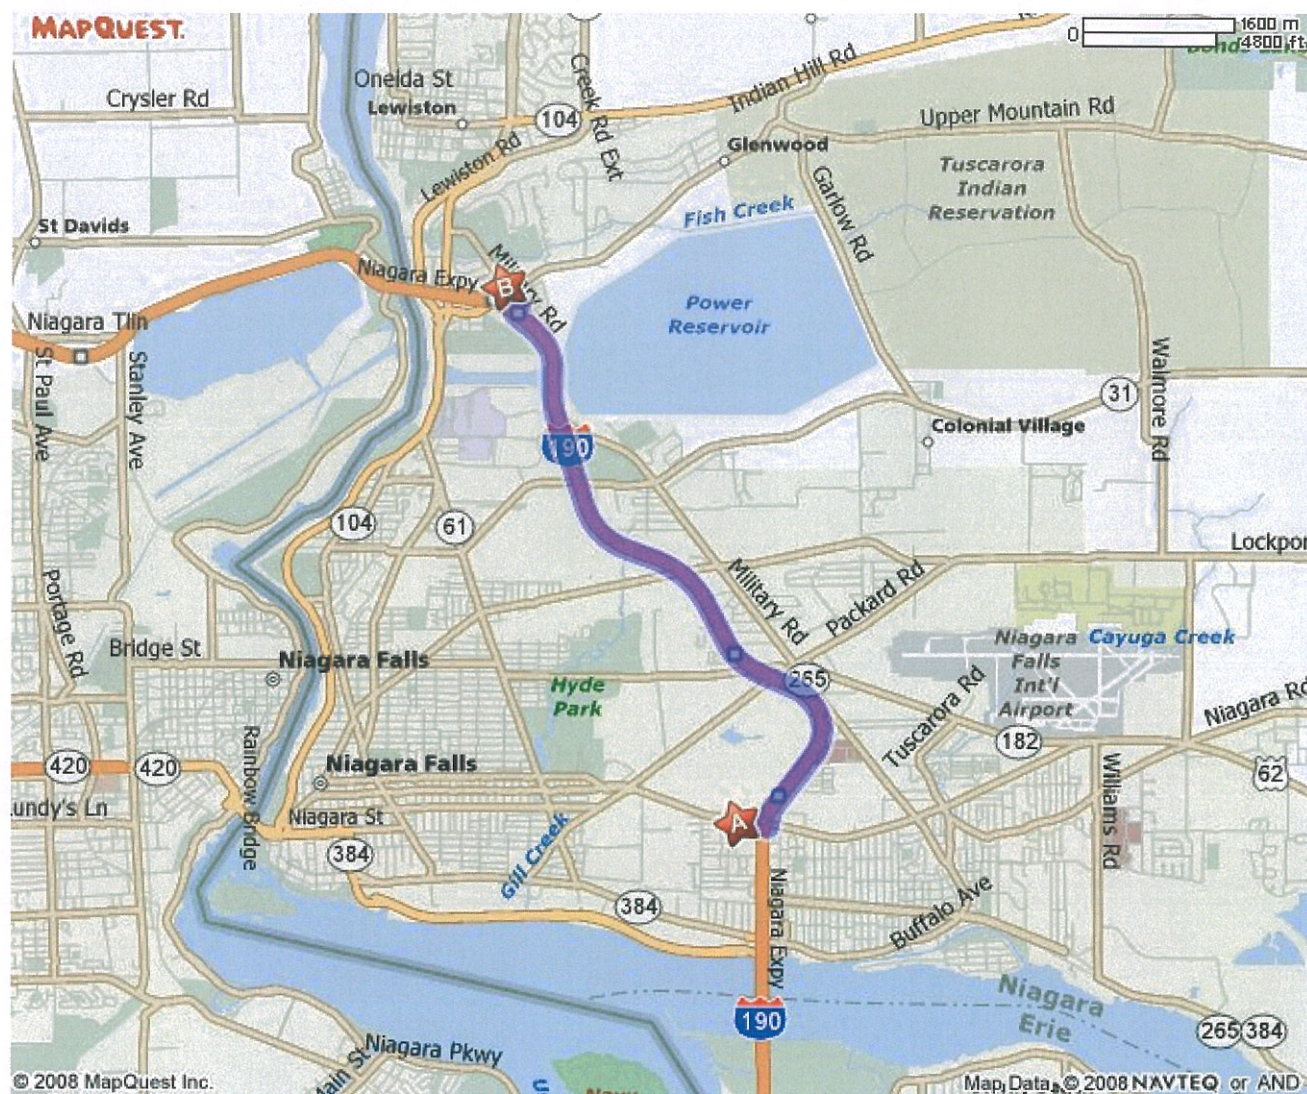 MAPQUEST.
0
1600 m
4800 ft
Oneida St
Crysler Rd
Lewiston
104
Creek Rd Ext
Indian Hill Rd
Upper Mountain Rd
Lewiston Rd
Glenwood
Tuscarora
Indian
Reservation
Garlow Rd
Fish Creek
St Davids
Niagara Expy
Military Rd
B
Power
Reservoir
Niagara Tlin
St Paul Ave
Stanley Ave
Walmore Rd
31
Colonial Village
190
104
61
Portage Rd
Military Rd
Packard Rd
Bridge St
Niagara Falls
Niagara
Falls
Int'l
Airport
Cayuga Creek
265
Hyde
Park
Tuscarora Rd
Niagara Rd
182
420
420
Rainbow Bridge
Niagara Falls
62
Niagara St
A
Williams Rd
384
Gill Creek
384
Niagara Expy
Buffalo Ave
190
Niagara
Erie
265
384
Niagara Pkwy
Main St
© 2008 MapQuest Inc.
Map Data © 2008 NAVTEQ or AND